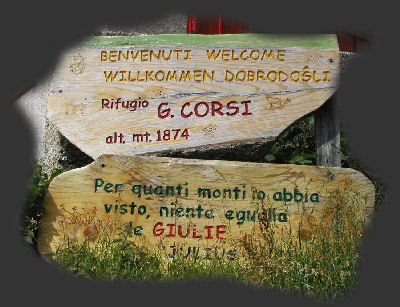 BENVENUTI WELCOME
WILLKOMMEN DOBRODOŠLI
Rifugio G. CORSI
alt. mt. 1874
Per quanti monti io abbia
visto, niente eguaglia
le GIULIE
JULIUS